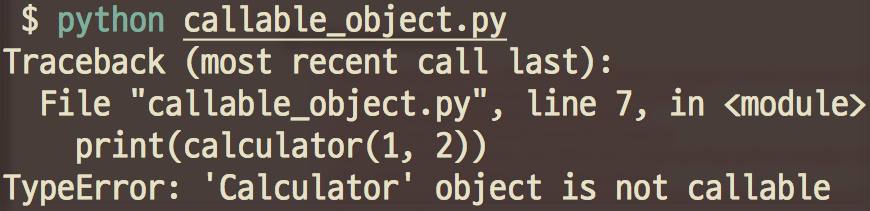 $ python callable_object.py
Traceback (most recent call last):
  File "callable_object.py", line 7, in <module>
    print(calculator(1, 2))
TypeError: 'Calculator' object is not callable